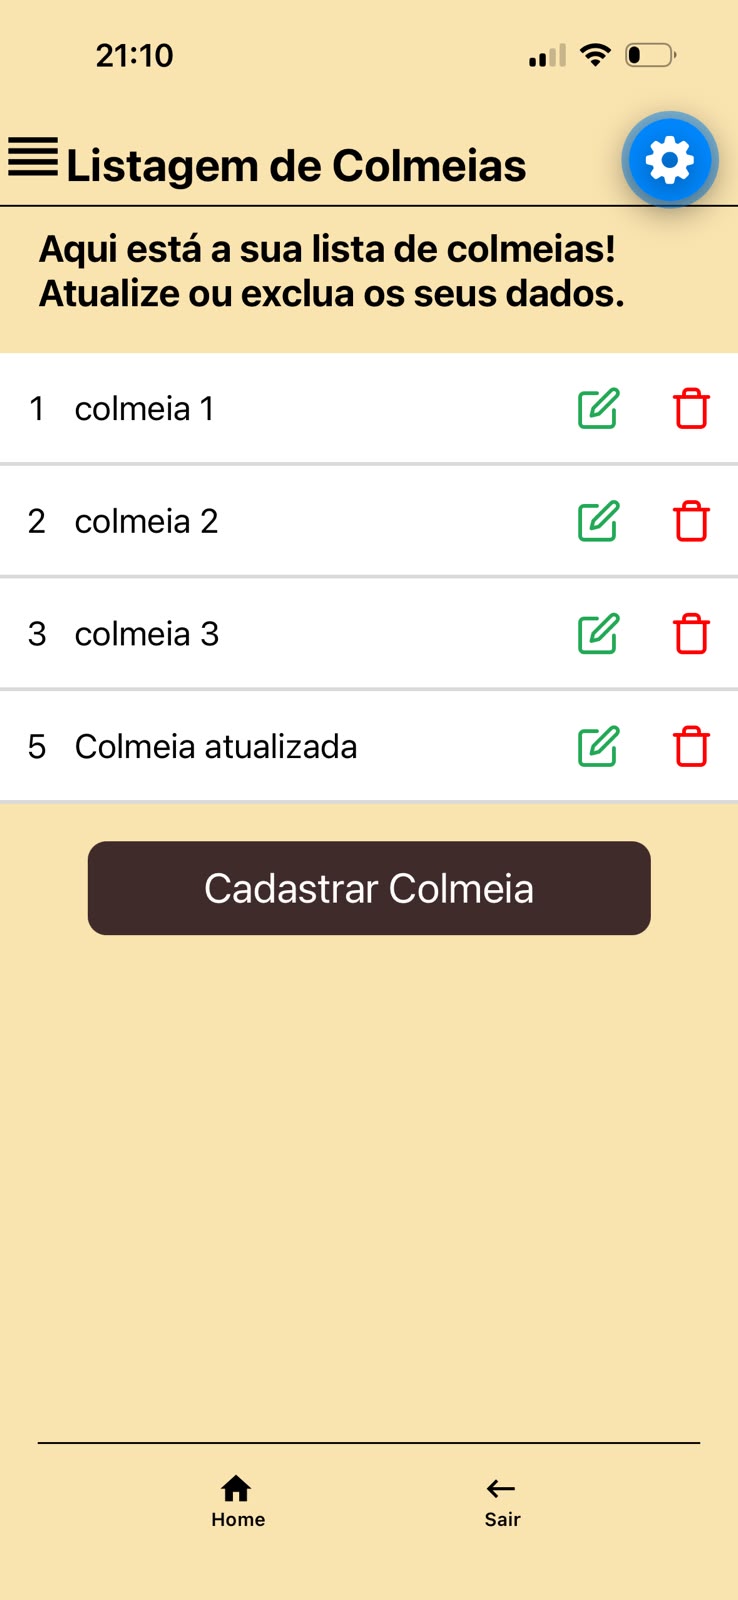 21:10
Listagem de Colmeias
Aqui está a sua lista de colmeias!
Atualize ou exclua os seus dados.
1 colmeia 1
2 colmeia 2
3 colmeia 3
5 Colmeia atualizada
Cadastrar Colmeia
Home Sair